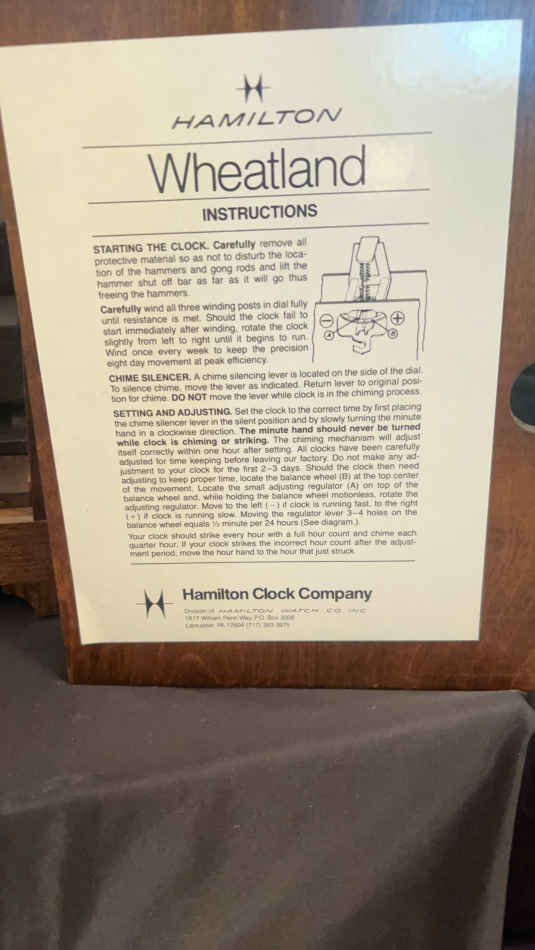 HAMILTON
Wheatland
INSTRUCTIONS
STARTING THE CLOCK. Carefully remove all
protective material so as not to disturb the loca-
tion of the hammers and gong rods and lift the
hammer shut off bar as far as it will go thus
freeing the hammers.
Carefully wind all three winding posts in dial fully
until resistance is met. Should the clock fail to
start immediately after winding, rotate the clock
slightly from left to right until it begins to run.
Wind once every week to keep the precision
eight day movement at peak efficiency.
− +
A B
CHIME SILENCER. A chime silencing lever is located on the side of the dial.
To silence chime, move the lever as indicated. Return lever to original posi-
tion for chime. DO NOT move the lever while clock is in the chiming process.
SETTING AND ADJUSTING. Set the clock to the correct time by first placing
the chime silencer lever in the silent position and by slowly turning the minute
hand in a clockwise direction. The minute hand should never be turned
while clock is chiming or striking. The chiming mechanism will adjust
itself correctly within one hour after setting. All clocks have been carefully
adjusted for time keeping before leaving our factory. Do not make any ad-
justment to your clock for the first 2–3 days. Should the clock then need
adjusting to keep proper time, locate the balance wheel (B) at the top center
of the movement. Locate the small adjusting regulator (A) on top of the
balance wheel and, while holding the balance wheel motionless, rotate the
adjusting regulator. Move to the left (−) if clock is running fast, to the right
(+) if clock is running slow. Moving the regulator lever 3–4 holes on the
balance wheel equals ½ minute per 24 hours (See diagram.).
Your clock should strike every hour with a full hour count and chime each
quarter hour. If your clock strikes the incorrect hour count after the adjust-
ment period, move the hour hand to the hour that just struck.
Hamilton Clock Company
Division of HAMILTON WATCH CO. INC
1817 William Penn Way P.O. Box 3008
Lancaster, PA 17604 (717)